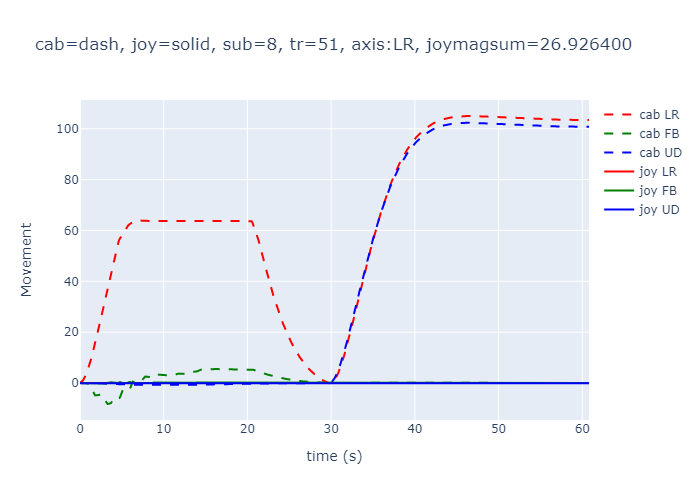 cab=dash, joy=solid, sub=8, tr=51, axis:LR, joymagsum=26.926400
100
80
60
40
20
0
Movement
0 10 20 30 40 50 60
time (s)
cab LR
cab FB
cab UD
joy LR
joy FB
joy UD